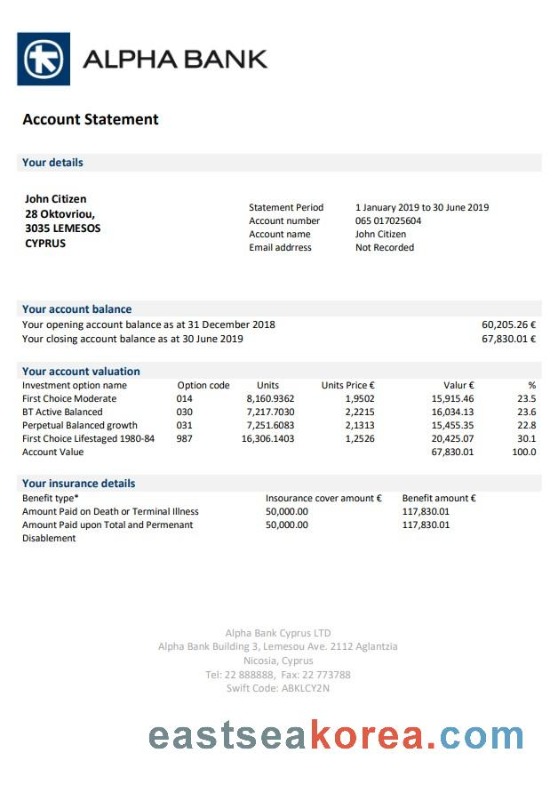 ALPHA BANK
Account Statement
Your details
John Citizen
28 Oktovriou,
3035 LEMESOS
CYPRUS
Statement Period 1 January 2019 to 30 June 2019
Account number 065 017025604
Account name John Citizen
Email addrress Not Recorded
Your account balance
Your opening account balance as at 31 December 2018 60,205.26 €
Your closing account balance as at 30 June 2019 67,830.01 €
Your account valuation
Investment option name Option code Units Units Price € Valur € %
First Choice Moderate 014 8,160.9362 1,9502 15,915.46 23.5
BT Active Balanced 030 7,217.7030 2,2215 16,034.13 23.6
Perpetual Balanced growth 031 7,251.6083 2,1313 15,455.35 22.8
First Choice Lifestaged 1980-84 987 16,306.1403 1,2526 20,425.07 30.1
Account Value 67,830.01 100.0
Your insurance details
Benefit type* Inssourance cover amount € Benefit amount €
Amount Paid on Death or Terminal Illness 50,000.00 117,830.01
Amount Paid upon Total and Permenant 50,000.00 117,830.01
Disablement
Alpha Bank Cyprus LTD
Alpha Bank Building 3, Lemesou Ave. 2112 Aglantzia
Nicosia, Cyprus
Tel: 22 888888, Fax: 22 773788
Swift Code: ABKLCY2N
eastseakorea.com